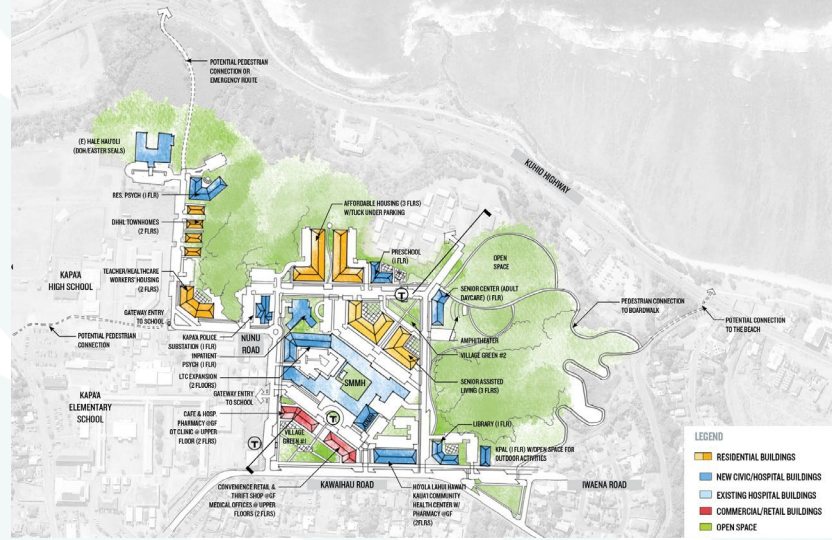 POTENTIAL PEDESTRIAN
CONNECTION OR
EMERGENCY ROUTE
(E) HALE HAU'OLI
(DOH/EASTER SEALS)
KUHIO HIGHWAY
RES. PSYCH (1 FLR)
AFFORDABLE HOUSING (3 FLRS)
W/TUCK UNDER PARKING
DHHL TOWNHOMES
(2 FLRS)
PRESCHOOL
(1 FLR)
OPEN
SPACE
KAPA'A
HIGH SCHOOL
TEACHER/HEALTHCARE
WORKERS' HOUSING
(2 FLRS)
SENIOR CENTER (ADULT
DAYCARE) (1 FLR)
T
GATEWAY ENTRY
TO SCHOOL
PEDESTRIAN CONNECTION
TO BOARDWALK
POTENTIAL CONNECTION
TO THE BEACH
POTENTIAL PEDESTRIAN
CONNECTION
KAPA'A POLICE
SUBSTATION (1 FLR)
NUNU
ROAD
AMPHITHEATER
INPATIENT
PSYCH (1 FLR)
VILLAGE GREEN #2
LTC EXPANSION
(2 FLOORS)
SMMH
SENIOR ASSISTED
LIVING (3 FLRS)
GATEWAY ENTRY
TO SCHOOL
KAPA'A
ELEMENTARY
SCHOOL
CAFE & HOSP.
PHARMACY @GF
OT CLINIC @ UPPER
FLOOR (2 FLRS)
T
LIBRARY (1 FLR)
VILLAGE
GREEN #1
T
KPAL (1 FLR) W/OPEN SPACE FOR
OUTDOOR ACTIVITIES
CONVENIENCE RETAIL &
THRIFT SHOP @GF
MEDICAL OFFICES @ UPPER
FLOORS (2 FLRS)
KAWAIHAU ROAD
HO'OLA LAHUI HAWAI'I
KAUA'I COMMUNITY
HEALTH CENTER W/
PHARMACY @GF
(2FLRS)
IWAENA ROAD
LEGEND
RESIDENTIAL BUILDINGS
NEW CIVIC/HOSPITAL BUILDINGS
EXISTING HOSPITAL BUILDINGS
COMMERCIAL/RETAIL BUILDINGS
OPEN SPACE